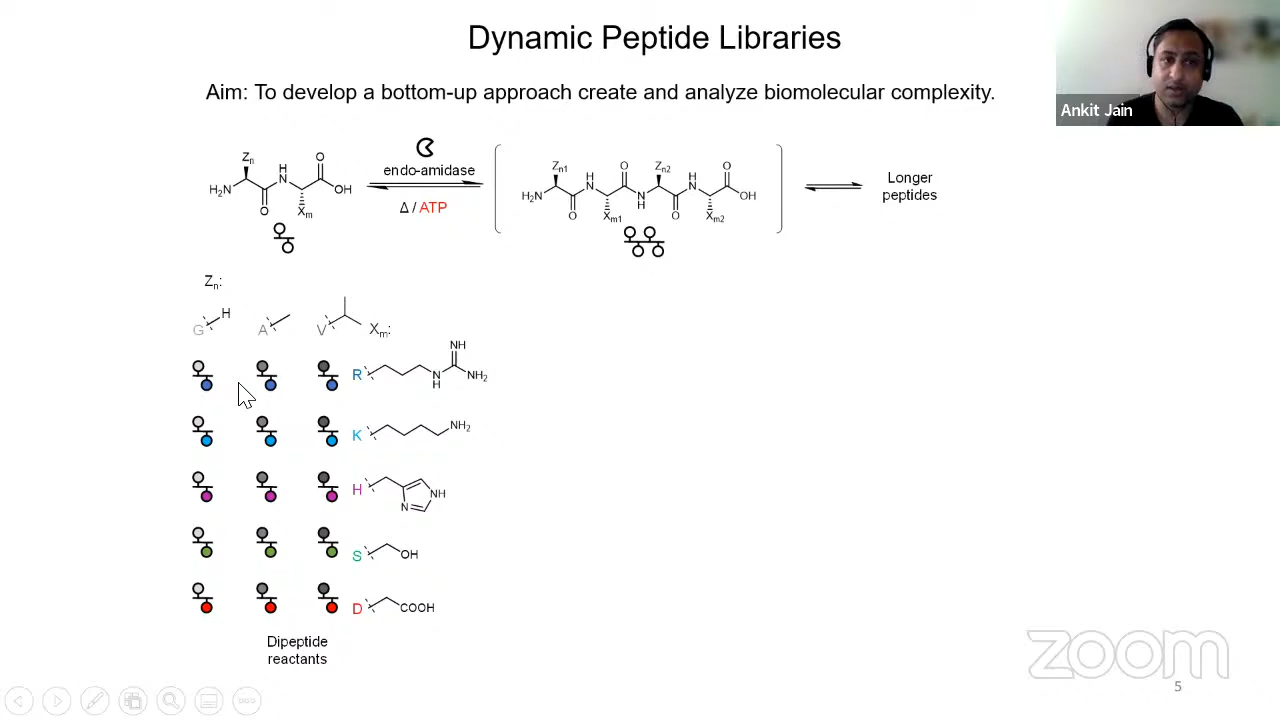 Dynamic Peptide Libraries
Aim: To develop a bottom-up approach create and analyze biomolecular complexity.
Ankit Jain
Zn
H
H2N
N
O
OH
O
Xm
endo-amidase
Δ / ATP
Zn1
H
O
Zn2
H
O
H2N
N
N
H
N
OH
O
Xm1
O
Xm2
Longer
peptides
Zn:
G
H
A
V
Xm:
R
NH
N
H
NH2
K
NH2
H
N
NH
S
OH
D
COOH
Dipeptide
reactants
zoom
5